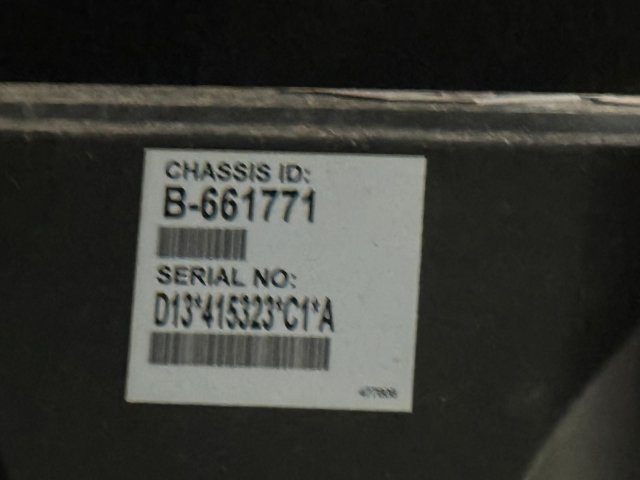 CHASSIS ID:
B-661771
SERIAL NO:
D13*415323*C1*A